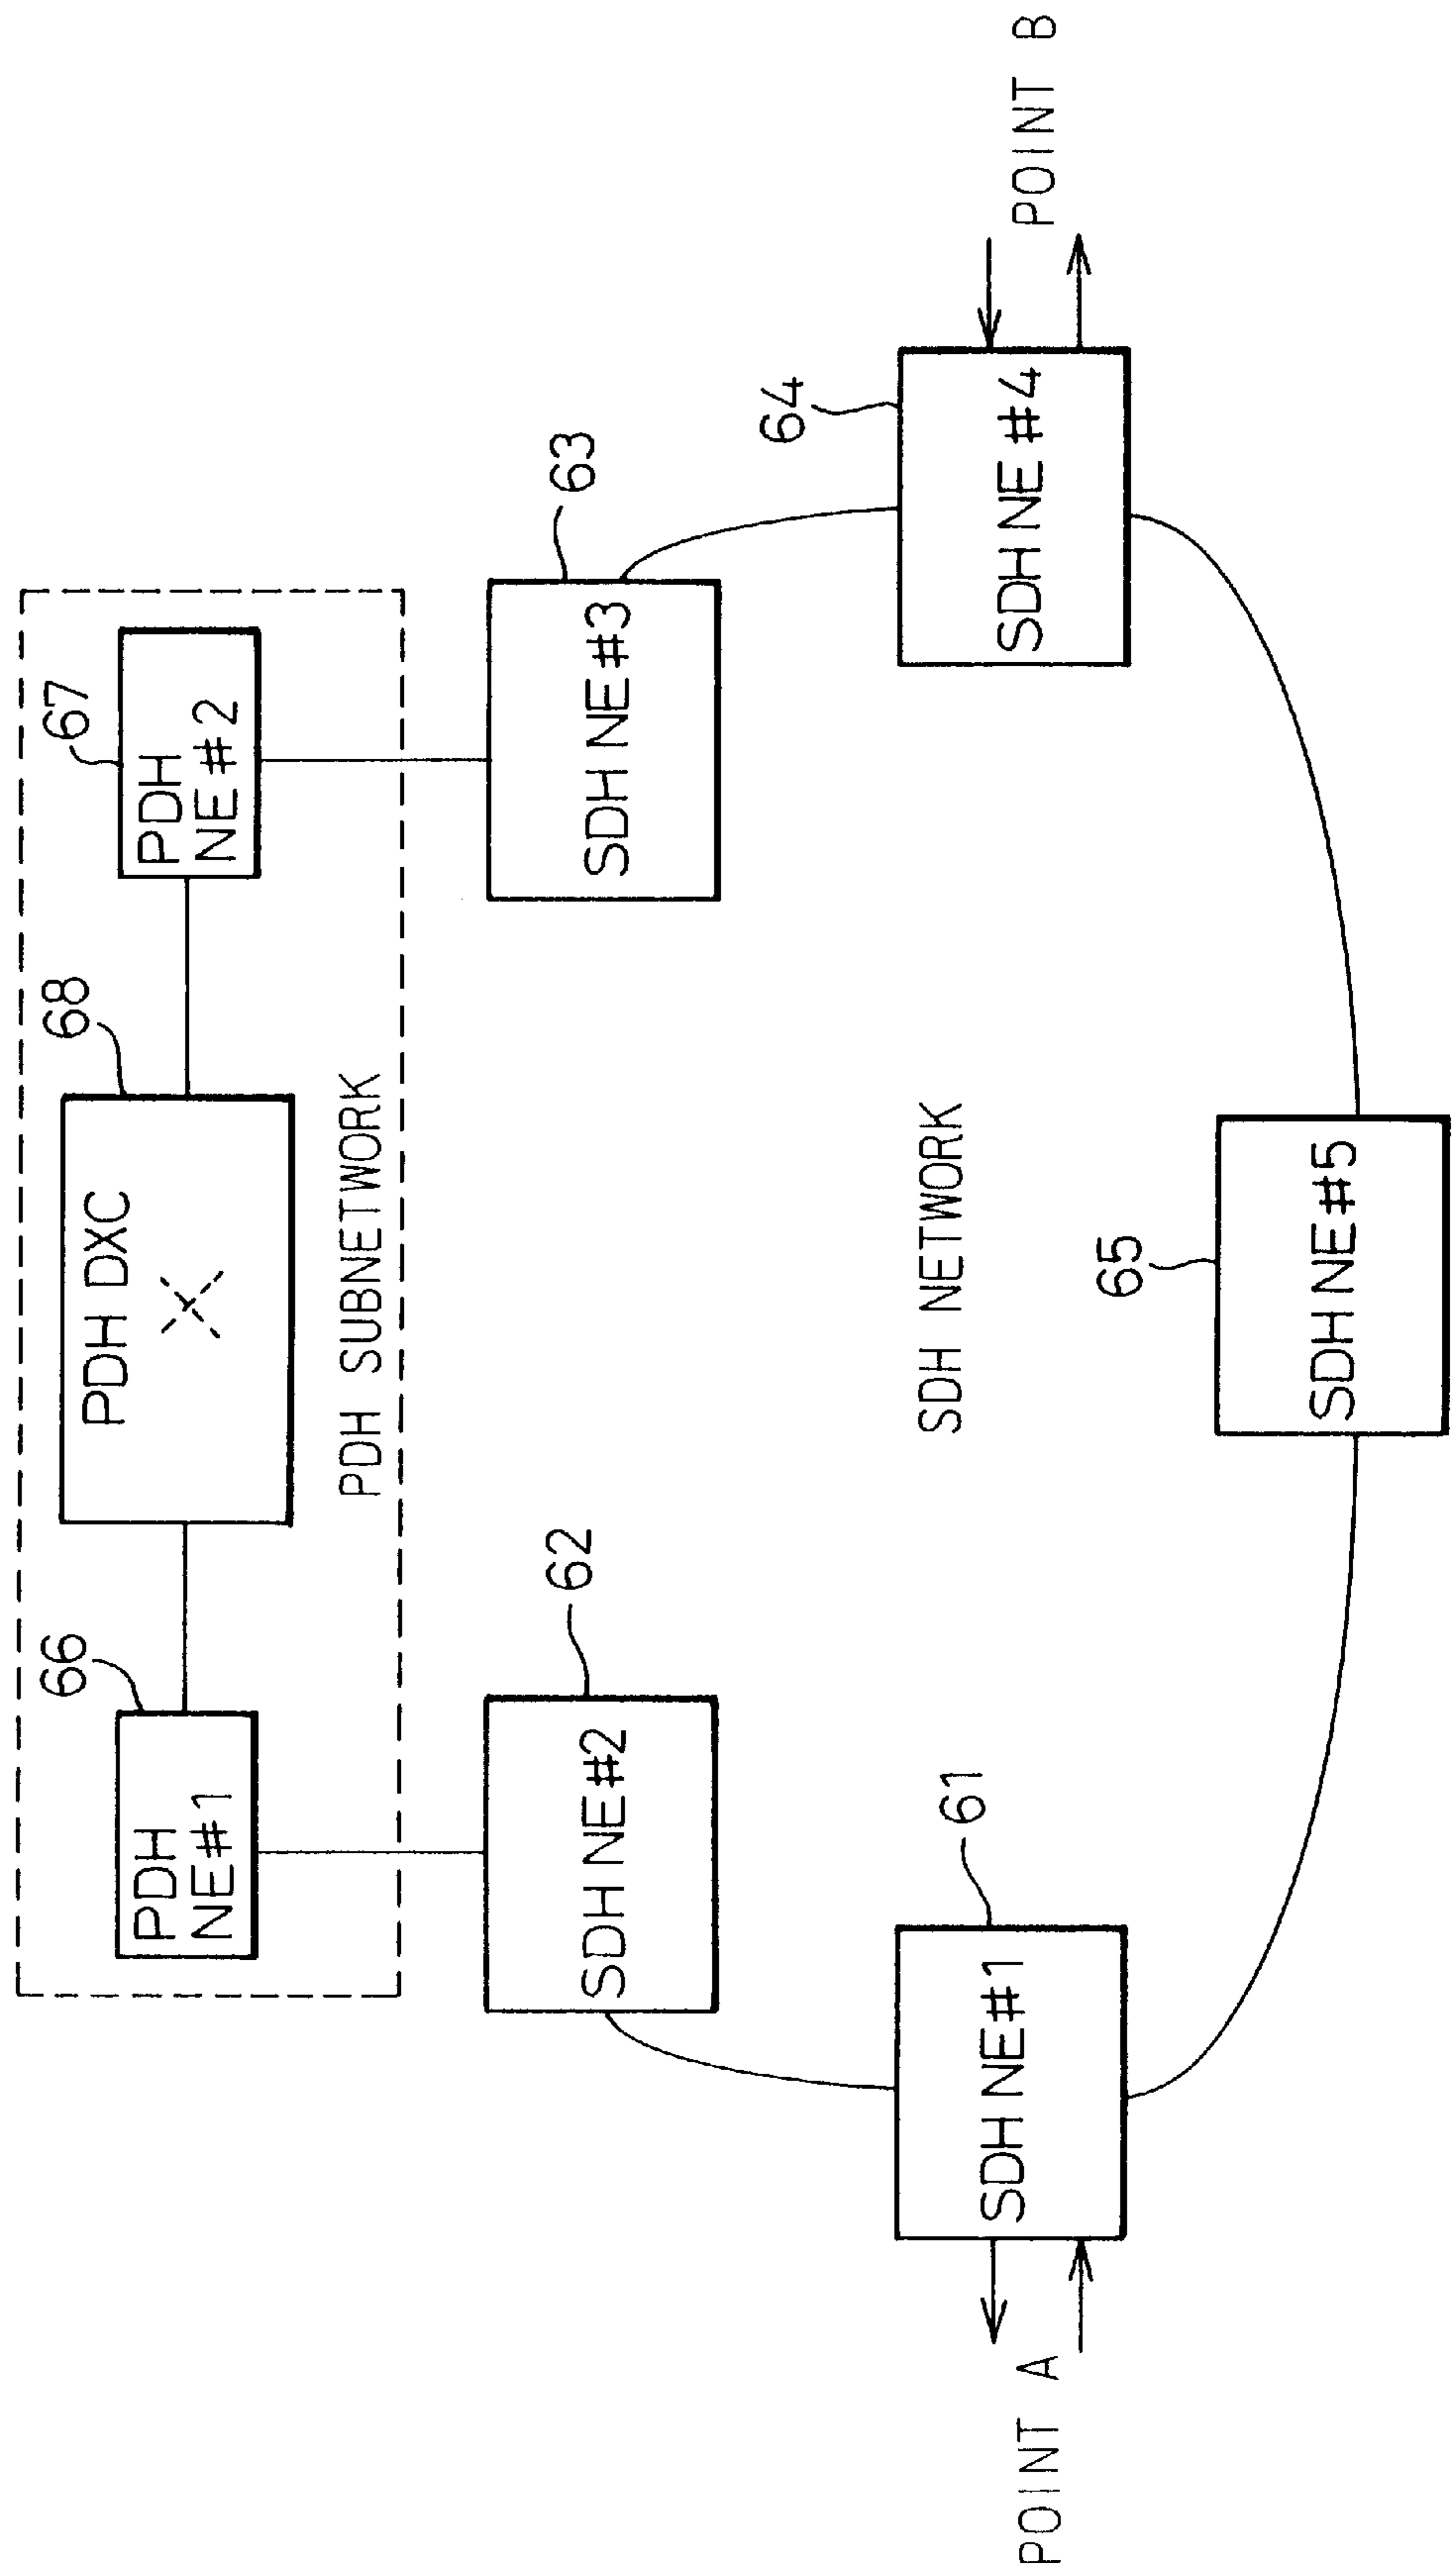 66
68
67
PDH
NE#1
PDH DXC
PDH
NE#2
PDH SUBNETWORK
62
63
SDH NE#2
SDH NE#3
61
SDH NETWORK
64
SDH NE#1
SDH NE#4
POINT A
POINT B
65
SDH NE#5